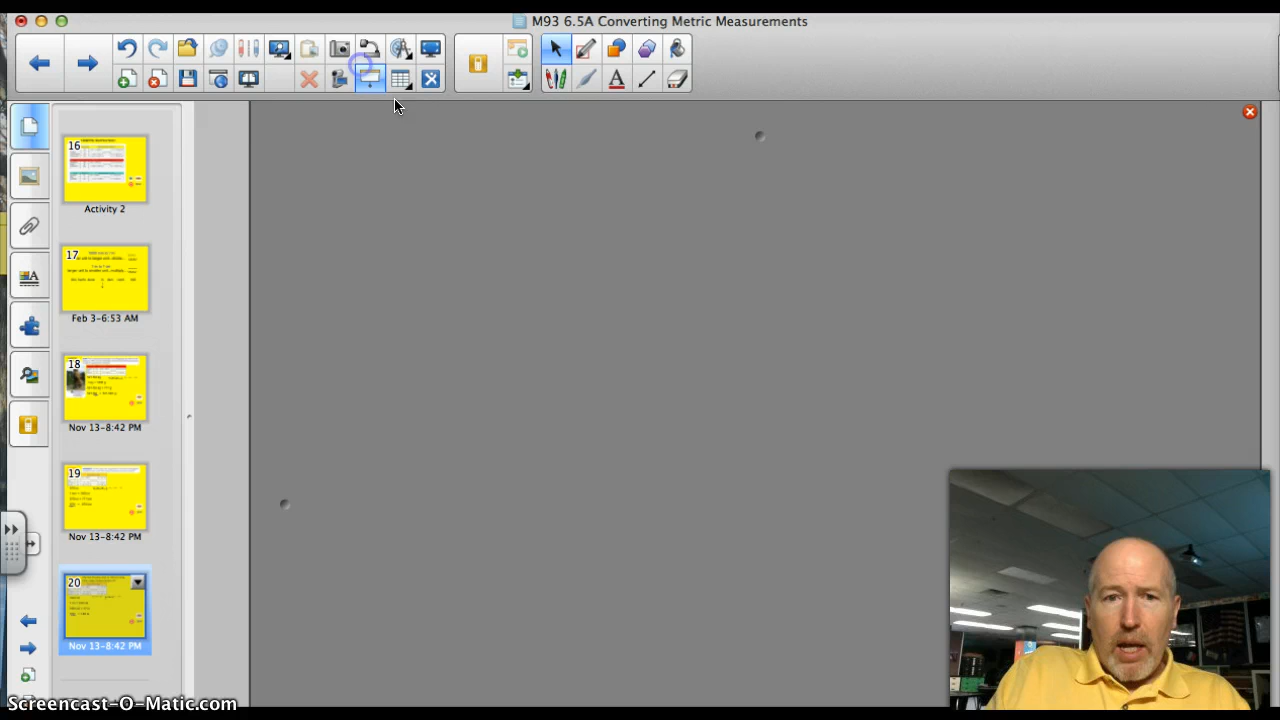 M93 6.5A Converting Metric Measurements
16
Activity 2
17
Feb 3-6:53 AM
18
Nov 13-8:42 PM
19
Nov 13-8:42 PM
20
Nov 13-8:42 PM
Screencast-O-Matic.com